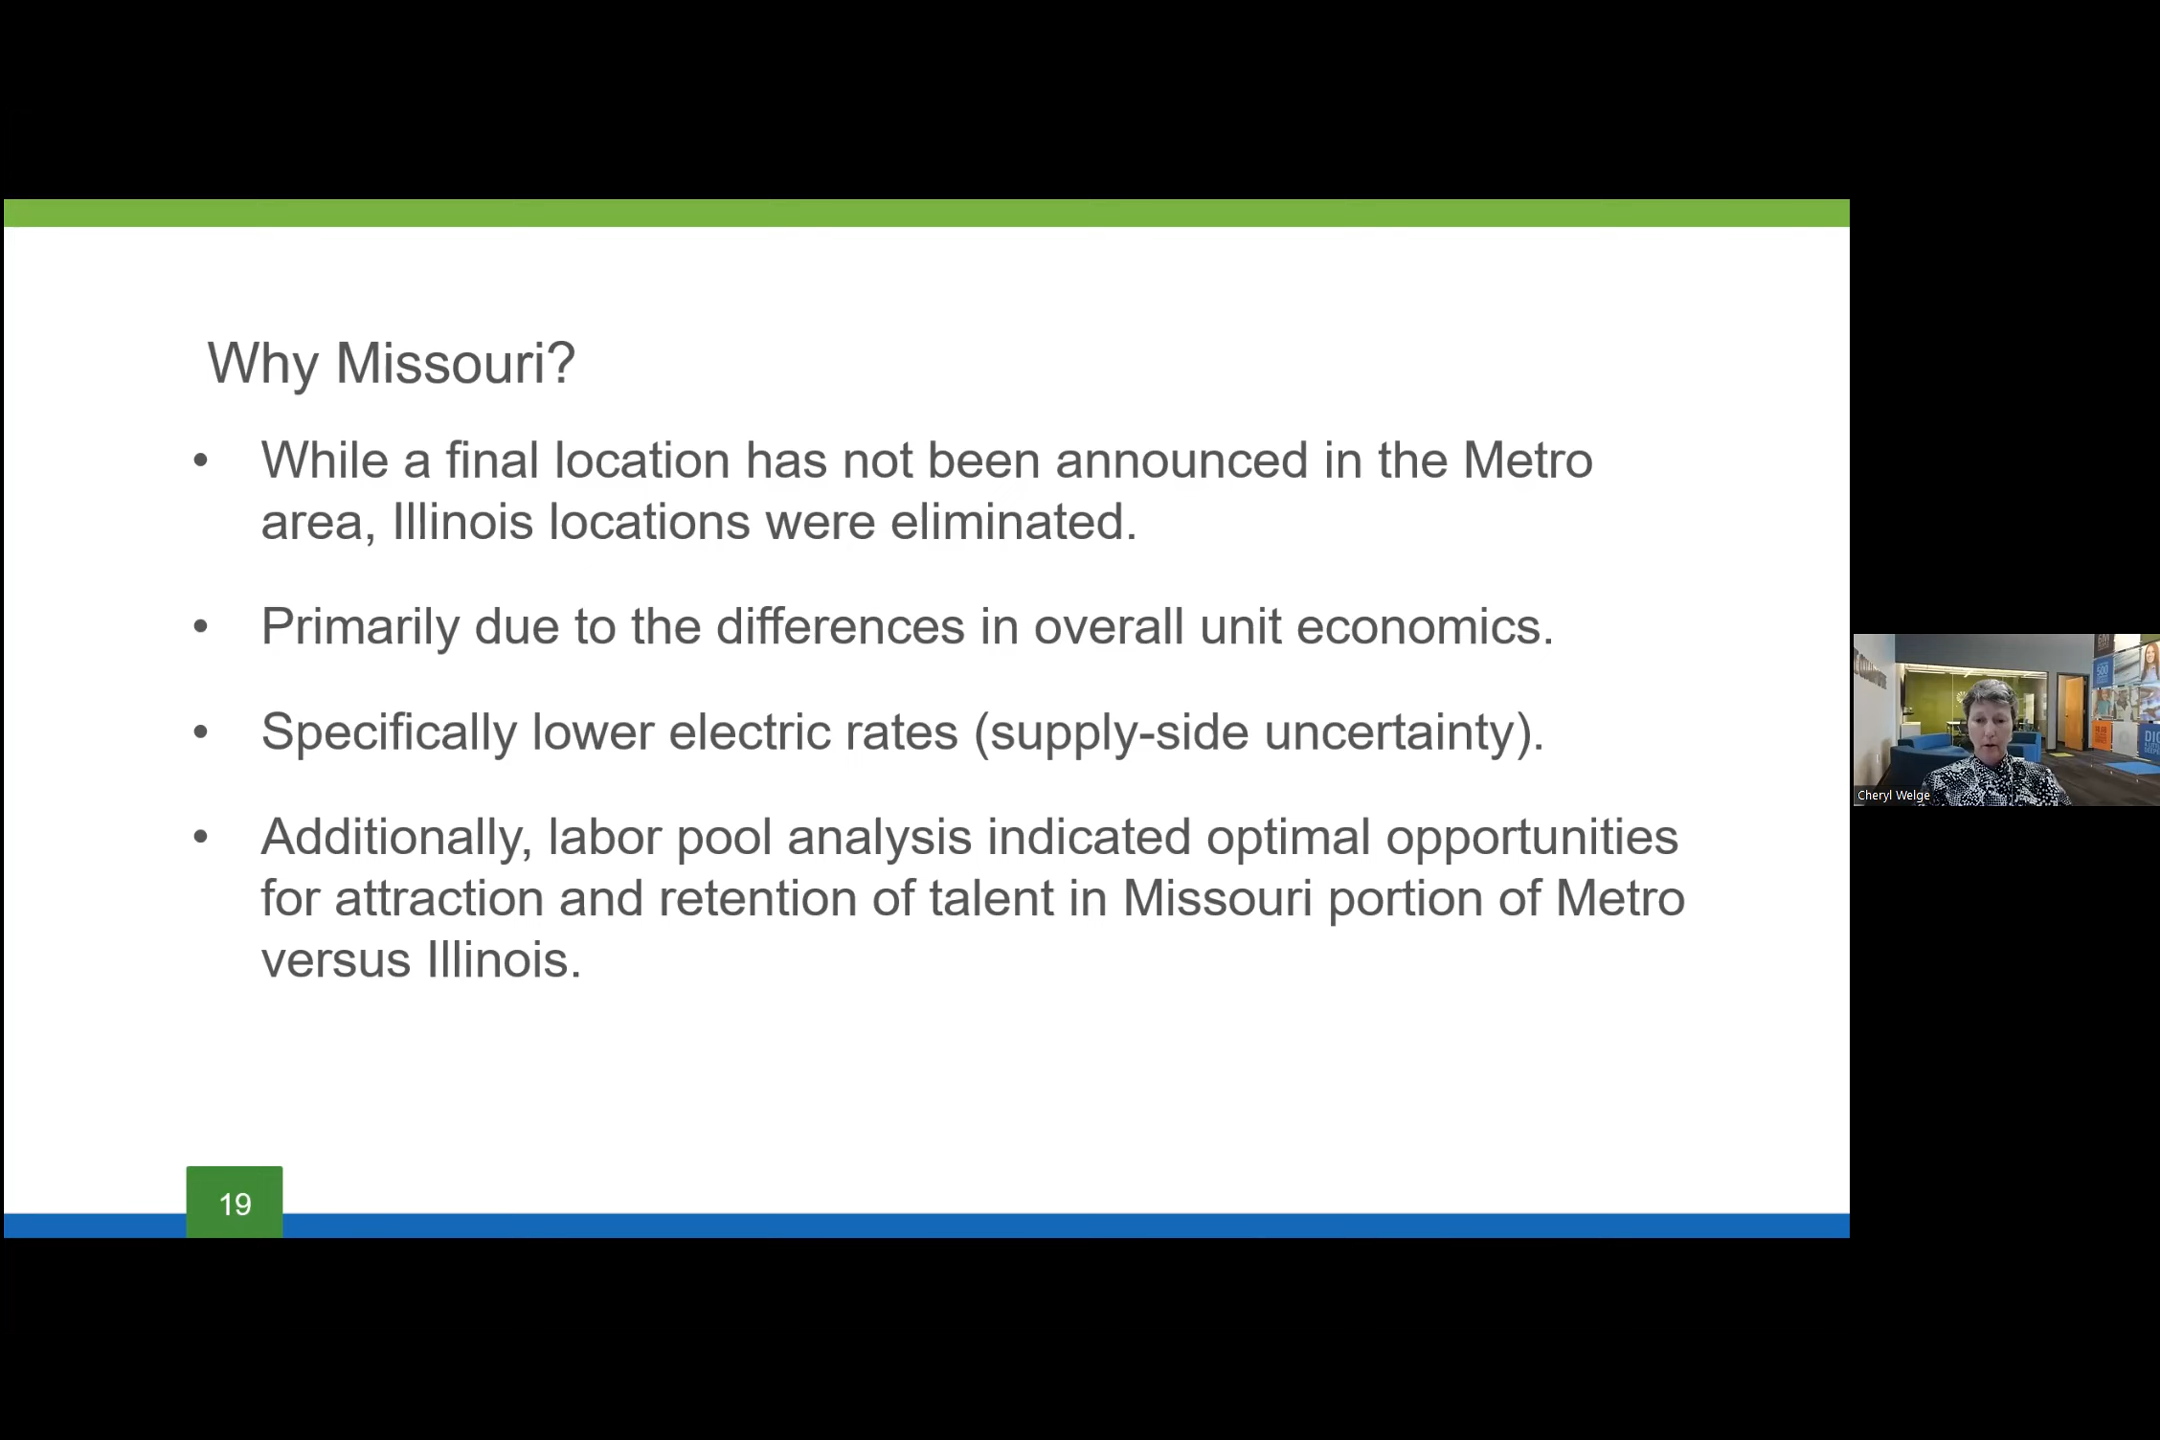 Why Missouri?
• While a final location has not been announced in the Metro
area, Illinois locations were eliminated.
• Primarily due to the differences in overall unit economics.
• Specifically lower electric rates (supply-side uncertainty).
• Additionally, labor pool analysis indicated optimal opportunities
for attraction and retention of talent in Missouri portion of Metro
versus Illinois.
19
Cheryl Welge